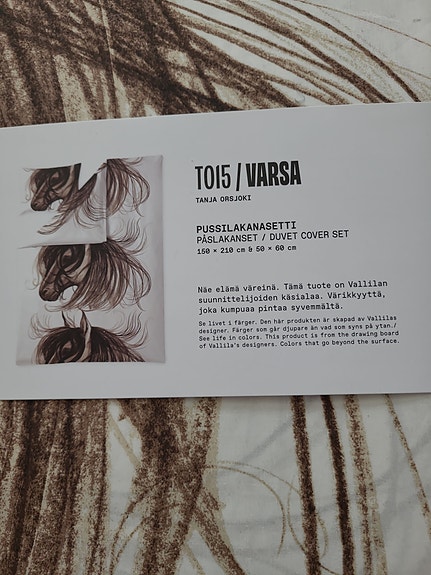 TOI5 / VARSA
TANJA ORSJOKI
PUSSILAKANASETTI
PÅSLAKANSET / DUVET COVER SET
150 × 210 cm & 50 × 60 cm
Näe elämä väreinä. Tämä tuote on Vallilan
suunnittelijoiden käsialaa. Värikkyyttä,
joka kumpuaa pintaa syvemmältä.
Se livet i färger. Den här produkten är skapad av Vallilas
designer. Färger som går djupare än vad som syns på ytan./
See life in colors. This product is from the drawing board
of Vallila's designers. Colors that go beyond the surface.